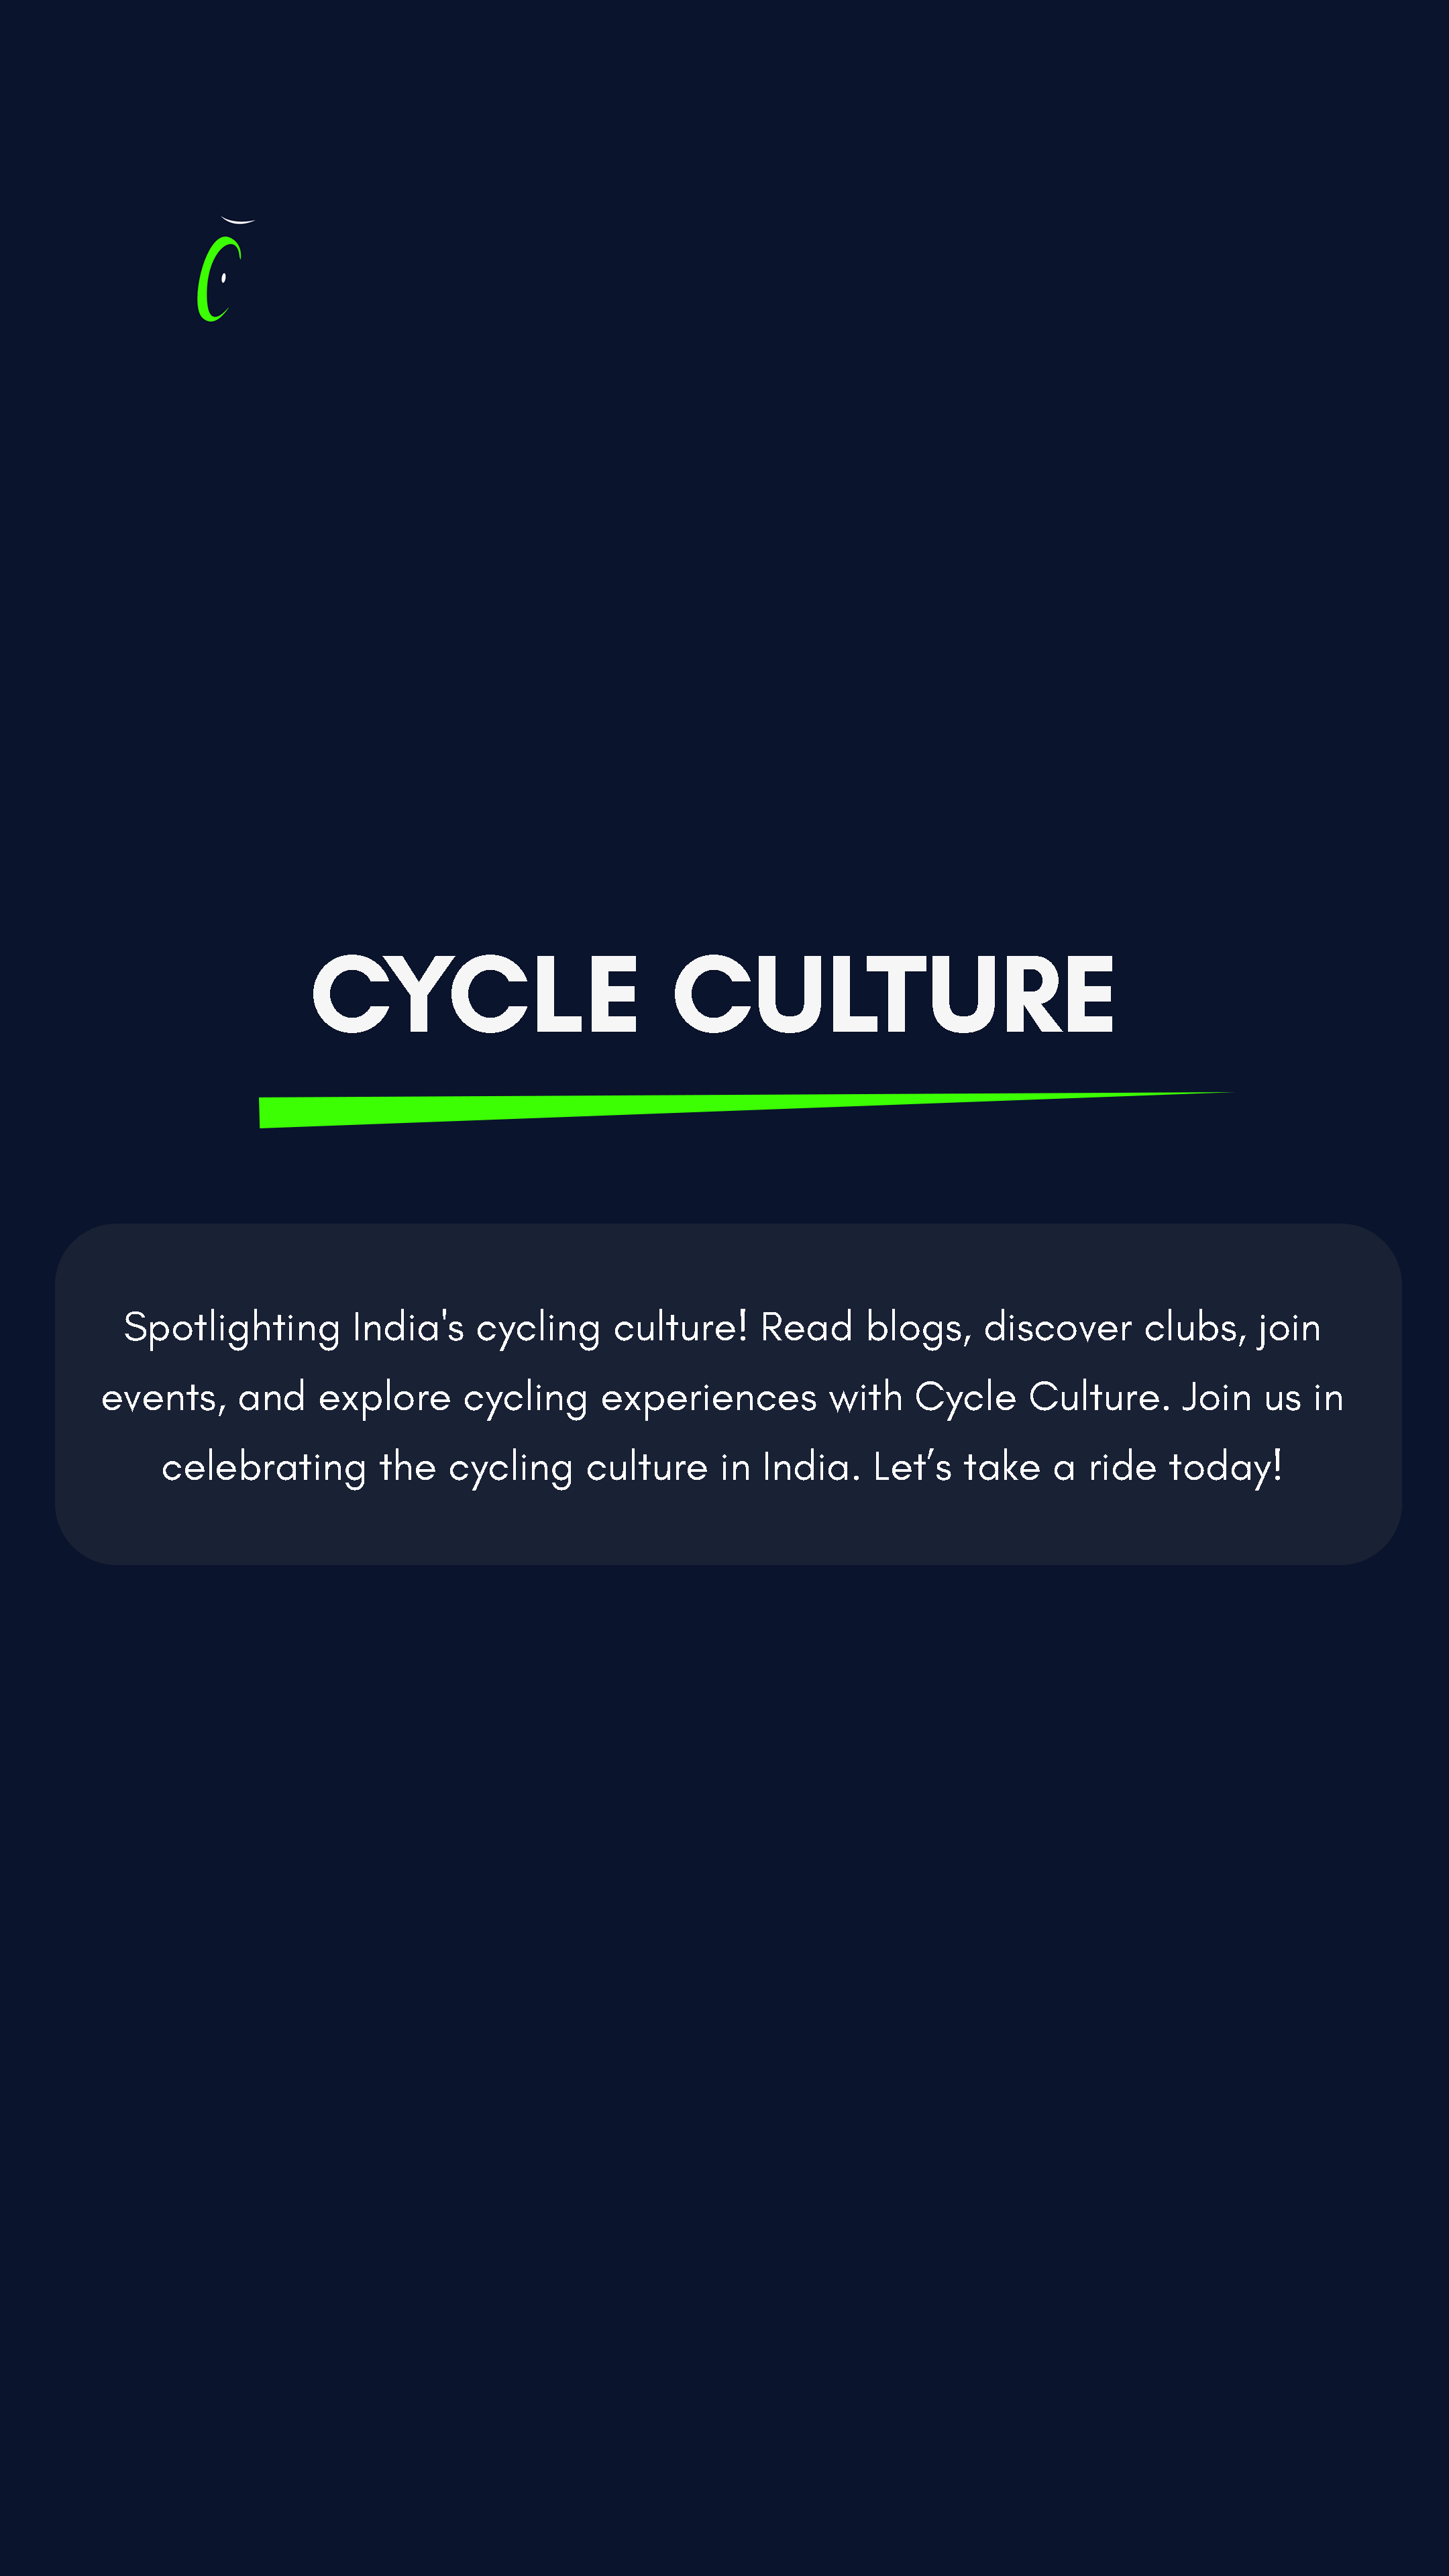 C
CYCLE CULTURE
Spotlighting India's cycling culture! Read blogs, discover clubs, join
events, and explore cycling experiences with Cycle Culture. Join us in
celebrating the cycling culture in India. Let’s take a ride today!